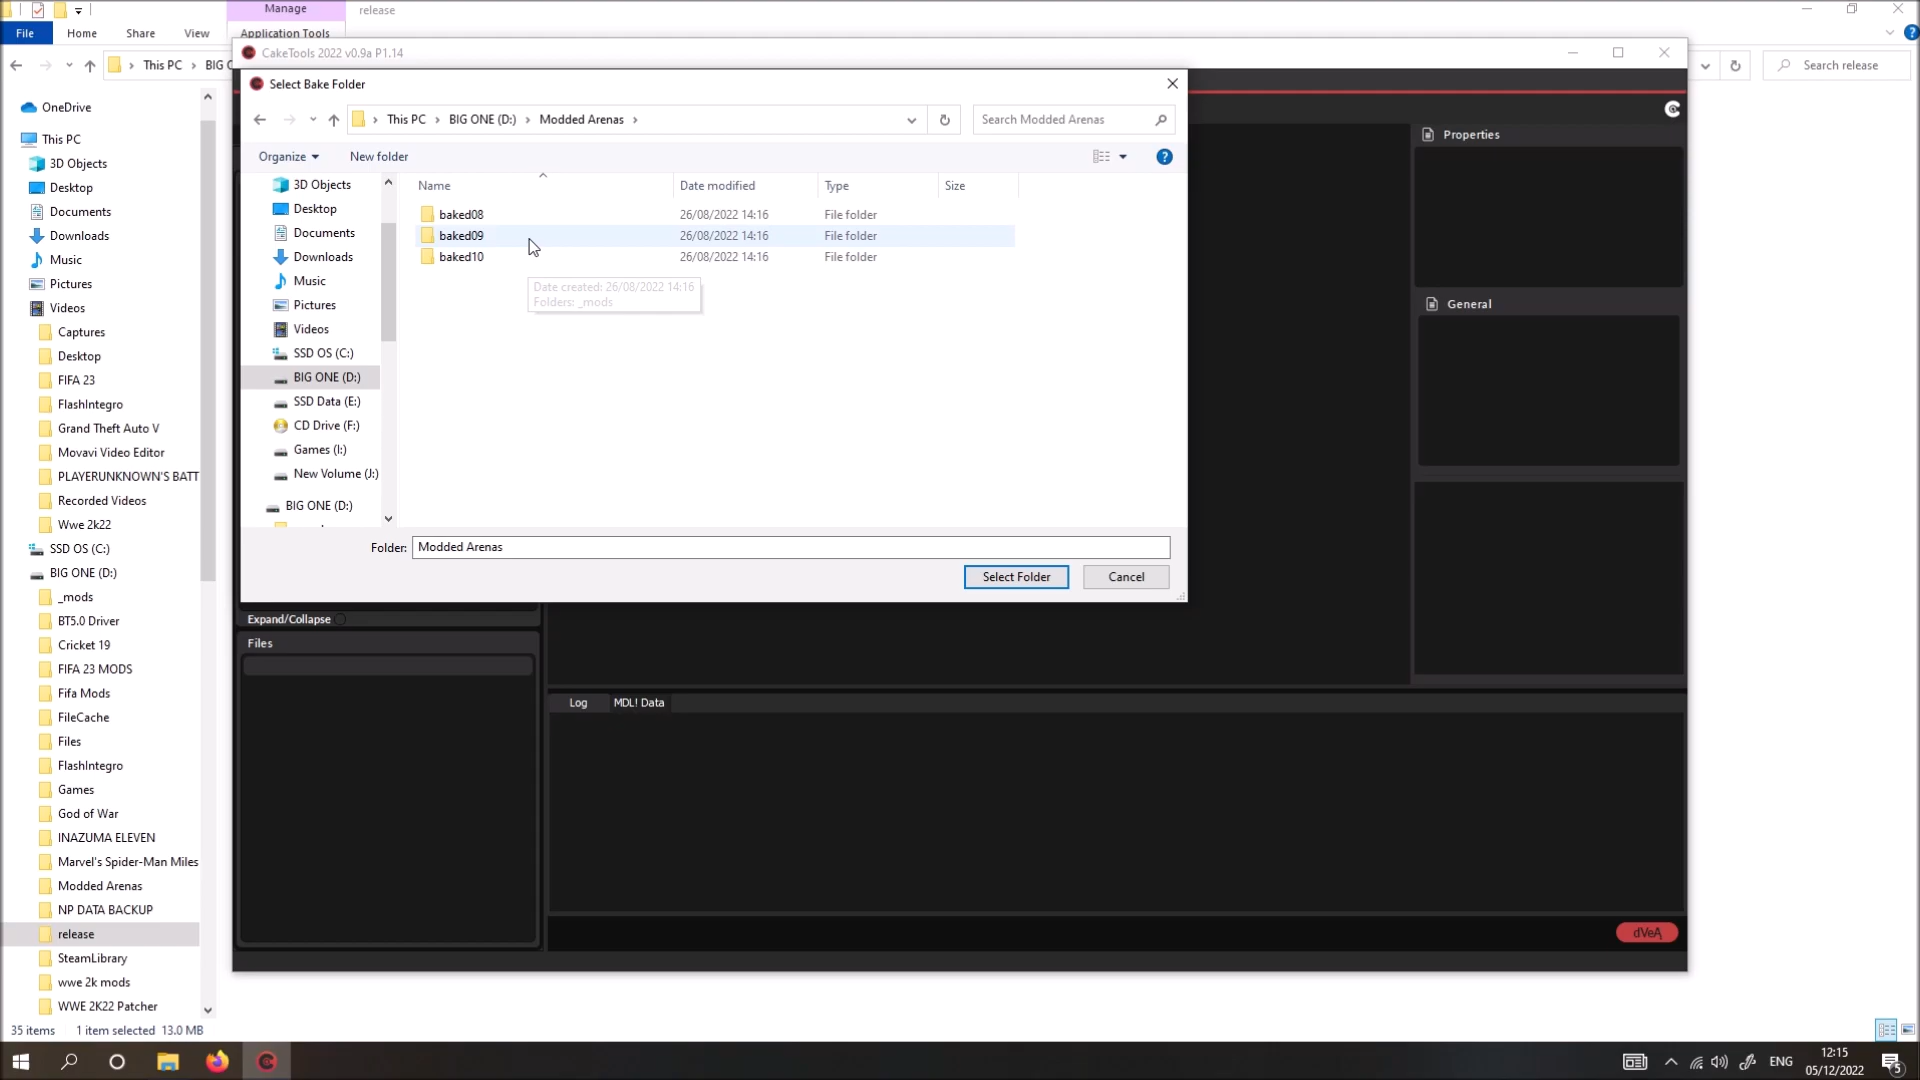 Manage
release
File
Home
Share
View
Application Tools
This PC
BIG O
Search release
OneDrive
This PC
3D Objects
Desktop
Documents
Downloads
Music
Pictures
Videos
Captures
Desktop
FIFA 23
FlashIntegro
Grand Theft Auto V
Movavi Video Editor
PLAYERUNKNOWN'S BATT
Recorded Videos
Wwe 2k22
SSD OS (C:)
BIG ONE (D:)
_mods
BT5.0 Driver
Cricket 19
FIFA 23 MODS
Fifa Mods
FileCache
Files
FlashIntegro
Games
God of War
INAZUMA ELEVEN
Marvel's Spider-Man Miles
Modded Arenas
NP DATA BACKUP
release
SteamLibrary
wwe 2k mods
WWE 2K22 Patcher
35 items
1 item selected 13.0 MB
CakeTools 2022 v0.9a P1.14
Select Bake Folder
This PC
BIG ONE (D:)
Modded Arenas
Search Modded Arenas
Organize
New folder
3D Objects
Desktop
Documents
Downloads
Music
Pictures
Videos
SSD OS (C:)
BIG ONE (D:)
SSD Data (E:)
CD Drive (F:)
Games (I:)
New Volume (J:)
BIG ONE (D:)
Name
Date modified
Type
Size
baked08 26/08/2022 14:16 File folder
baked09 26/08/2022 14:16 File folder
baked10 26/08/2022 14:16 File folder
Date created: 26/08/2022 14:16
Folders: _mods
Folder:
Modded Arenas
Select Folder
Cancel
Expand/Collapse
Files
Log
MDL! Data
Properties
General
dVeĄ
ENG
12:15
05/12/2022
5